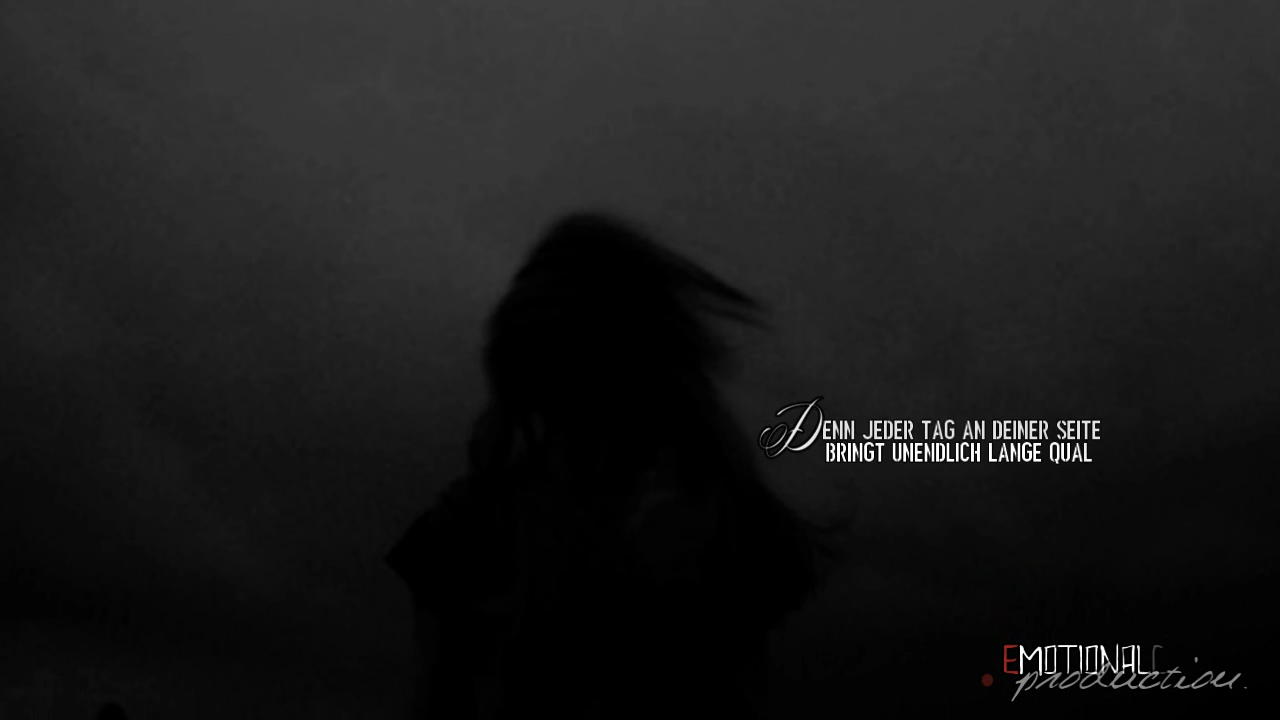 Denn jeder Tag an deiner Seite
bringt unendlich lange Qual
EMOTIONAL
production.